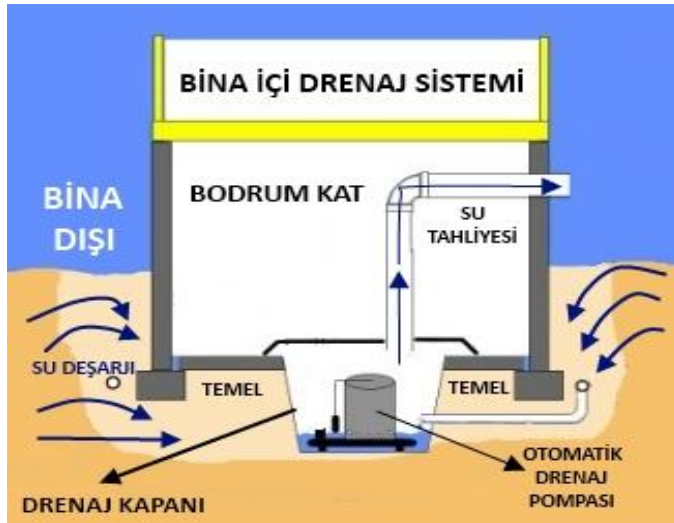 BİNA İÇİ DRENAJ SİSTEMİ
BİNA
DIŞI
BODRUM KAT
SU
TAHLİYESİ
SU DEŞARJI
TEMEL
TEMEL
DRENAJ KAPANI
OTOMATİK
DRENAJ
POMPASI